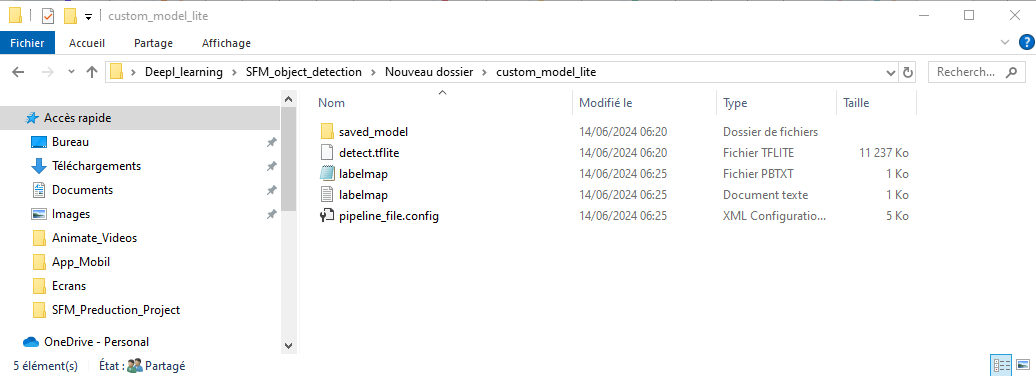 custom_model_lite
Fichier Accueil Partage Affichage
Deepl_learning SFM_object_detection Nouveau dossier custom_model_lite Recherch...
Nom Modifié le Type Taille
Accès rapide
Bureau
Téléchargements
Documents
Images
Animate_Videos
App_Mobil
Ecrans
SFM_Preduction_Project
OneDrive - Personal
saved_model 14/06/2024 06:20 Dossier de fichiers
detect.tflite 14/06/2024 06:20 Fichier TFLITE 11 237 Ko
labelmap 14/06/2024 06:25 Fichier PBTXT 1 Ko
labelmap 14/06/2024 06:25 Document texte 1 Ko
pipeline_file.config 14/06/2024 06:25 XML Configuratio... 5 Ko
5 élément(s) État : Partagé